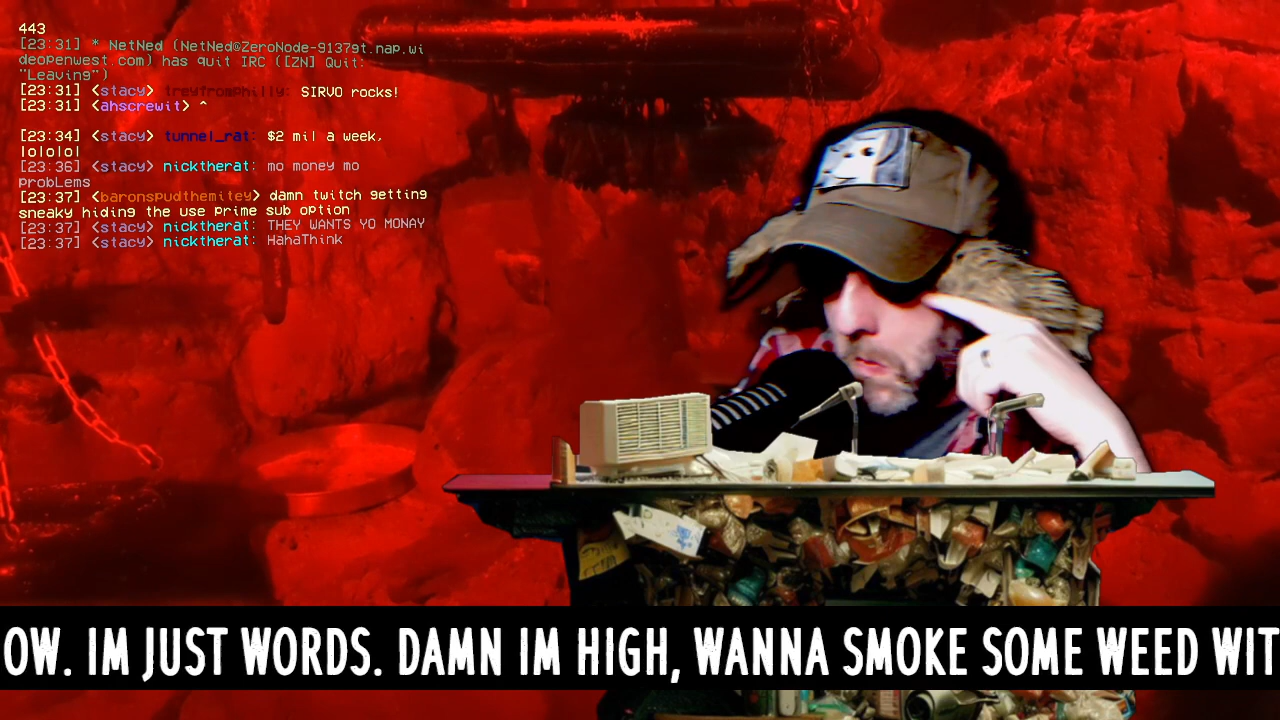 443
[23:31] * NetNed (NetNed@ZeroNode-91379t.nap.wi
deopenwest.com) has quit IRC ([ZN] Quit:
"Leaving")
[23:31] <stacy> treyfromphilly: SIRVO rocks!
[23:31] <ahscrewit> ^
[23:34] <stacy> tunnel_rat: $2 mil a week,
lololol
[23:36] <stacy> nicktherat: mo money mo
probLems
[23:37] <baronspudthemitey> damn twitch getting
sneaky hiding the use prime sub option
[23:37] <stacy> nicktherat: THEY WANTS YO MONAY
[23:37] <stacy> nicktherat: HahaThink
OW. IM JUST WORDS. DAMN IM HIGH, WANNA SMOKE SOME WEED WIT